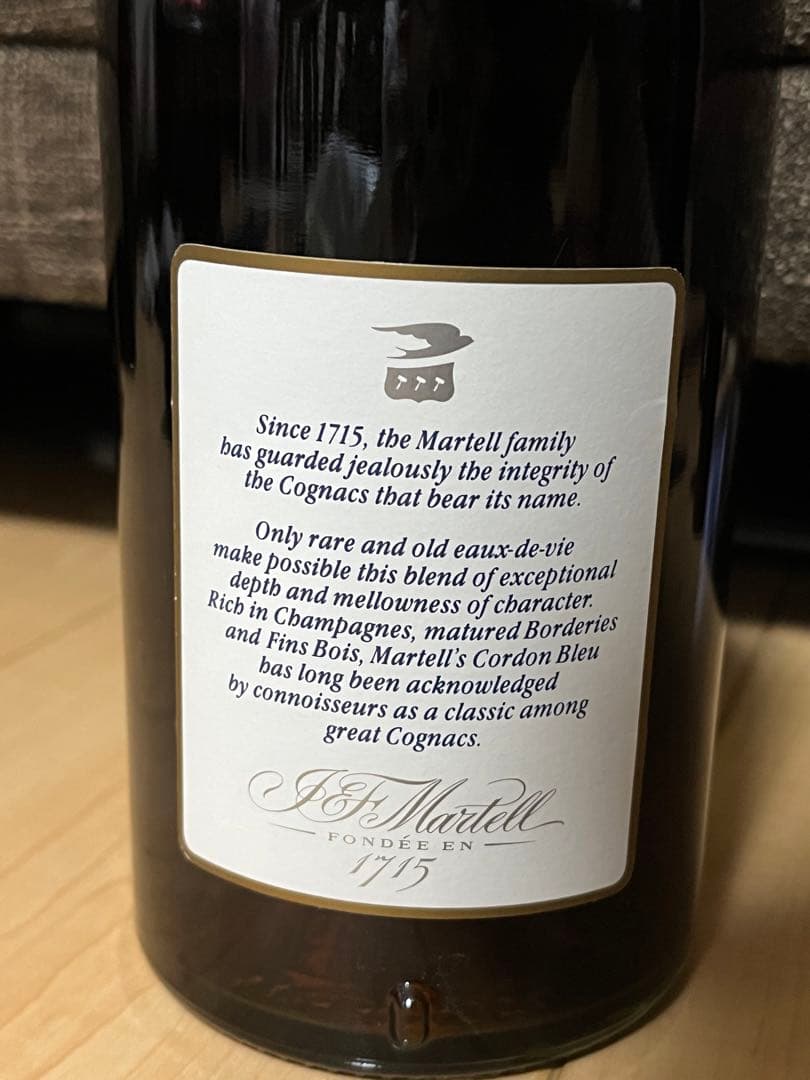 Since 1715, the Martell family
has guarded jealously the integrity of
the Cognacs that bear its name.
Only rare and old eaux-de-vie
make possible this blend of exceptional
depth and mellowness of character.
Rich in Champagnes, matured Borderies
and Fins Bois, Martell's Cordon Bleu
has long been acknowledged
by connoisseurs as a classic among
great Cognacs.
J&F Martell
FONDÉE EN
1715